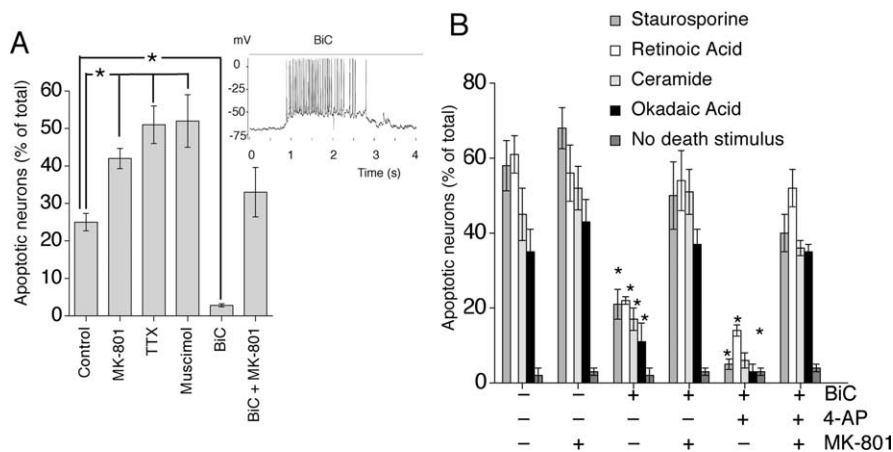 A
mV
BiC
0
-25
-50
-75
0 1 2 3 4
Time (s)
*
*
Apoptotic neurons (% of total)
60
50
40
30
20
10
0
Control
MK-801
TTX
Muscimol
BiC
BiC + MK-801
B
Staurosporine
Retinoic Acid
Ceramide
Okadaic Acid
No death stimulus
Apoptotic neurons (% of total)
80
60
40
20
0
* * * *
* * *
– – + + + + BiC
– – – – + + 4-AP
– + – + – + MK-801